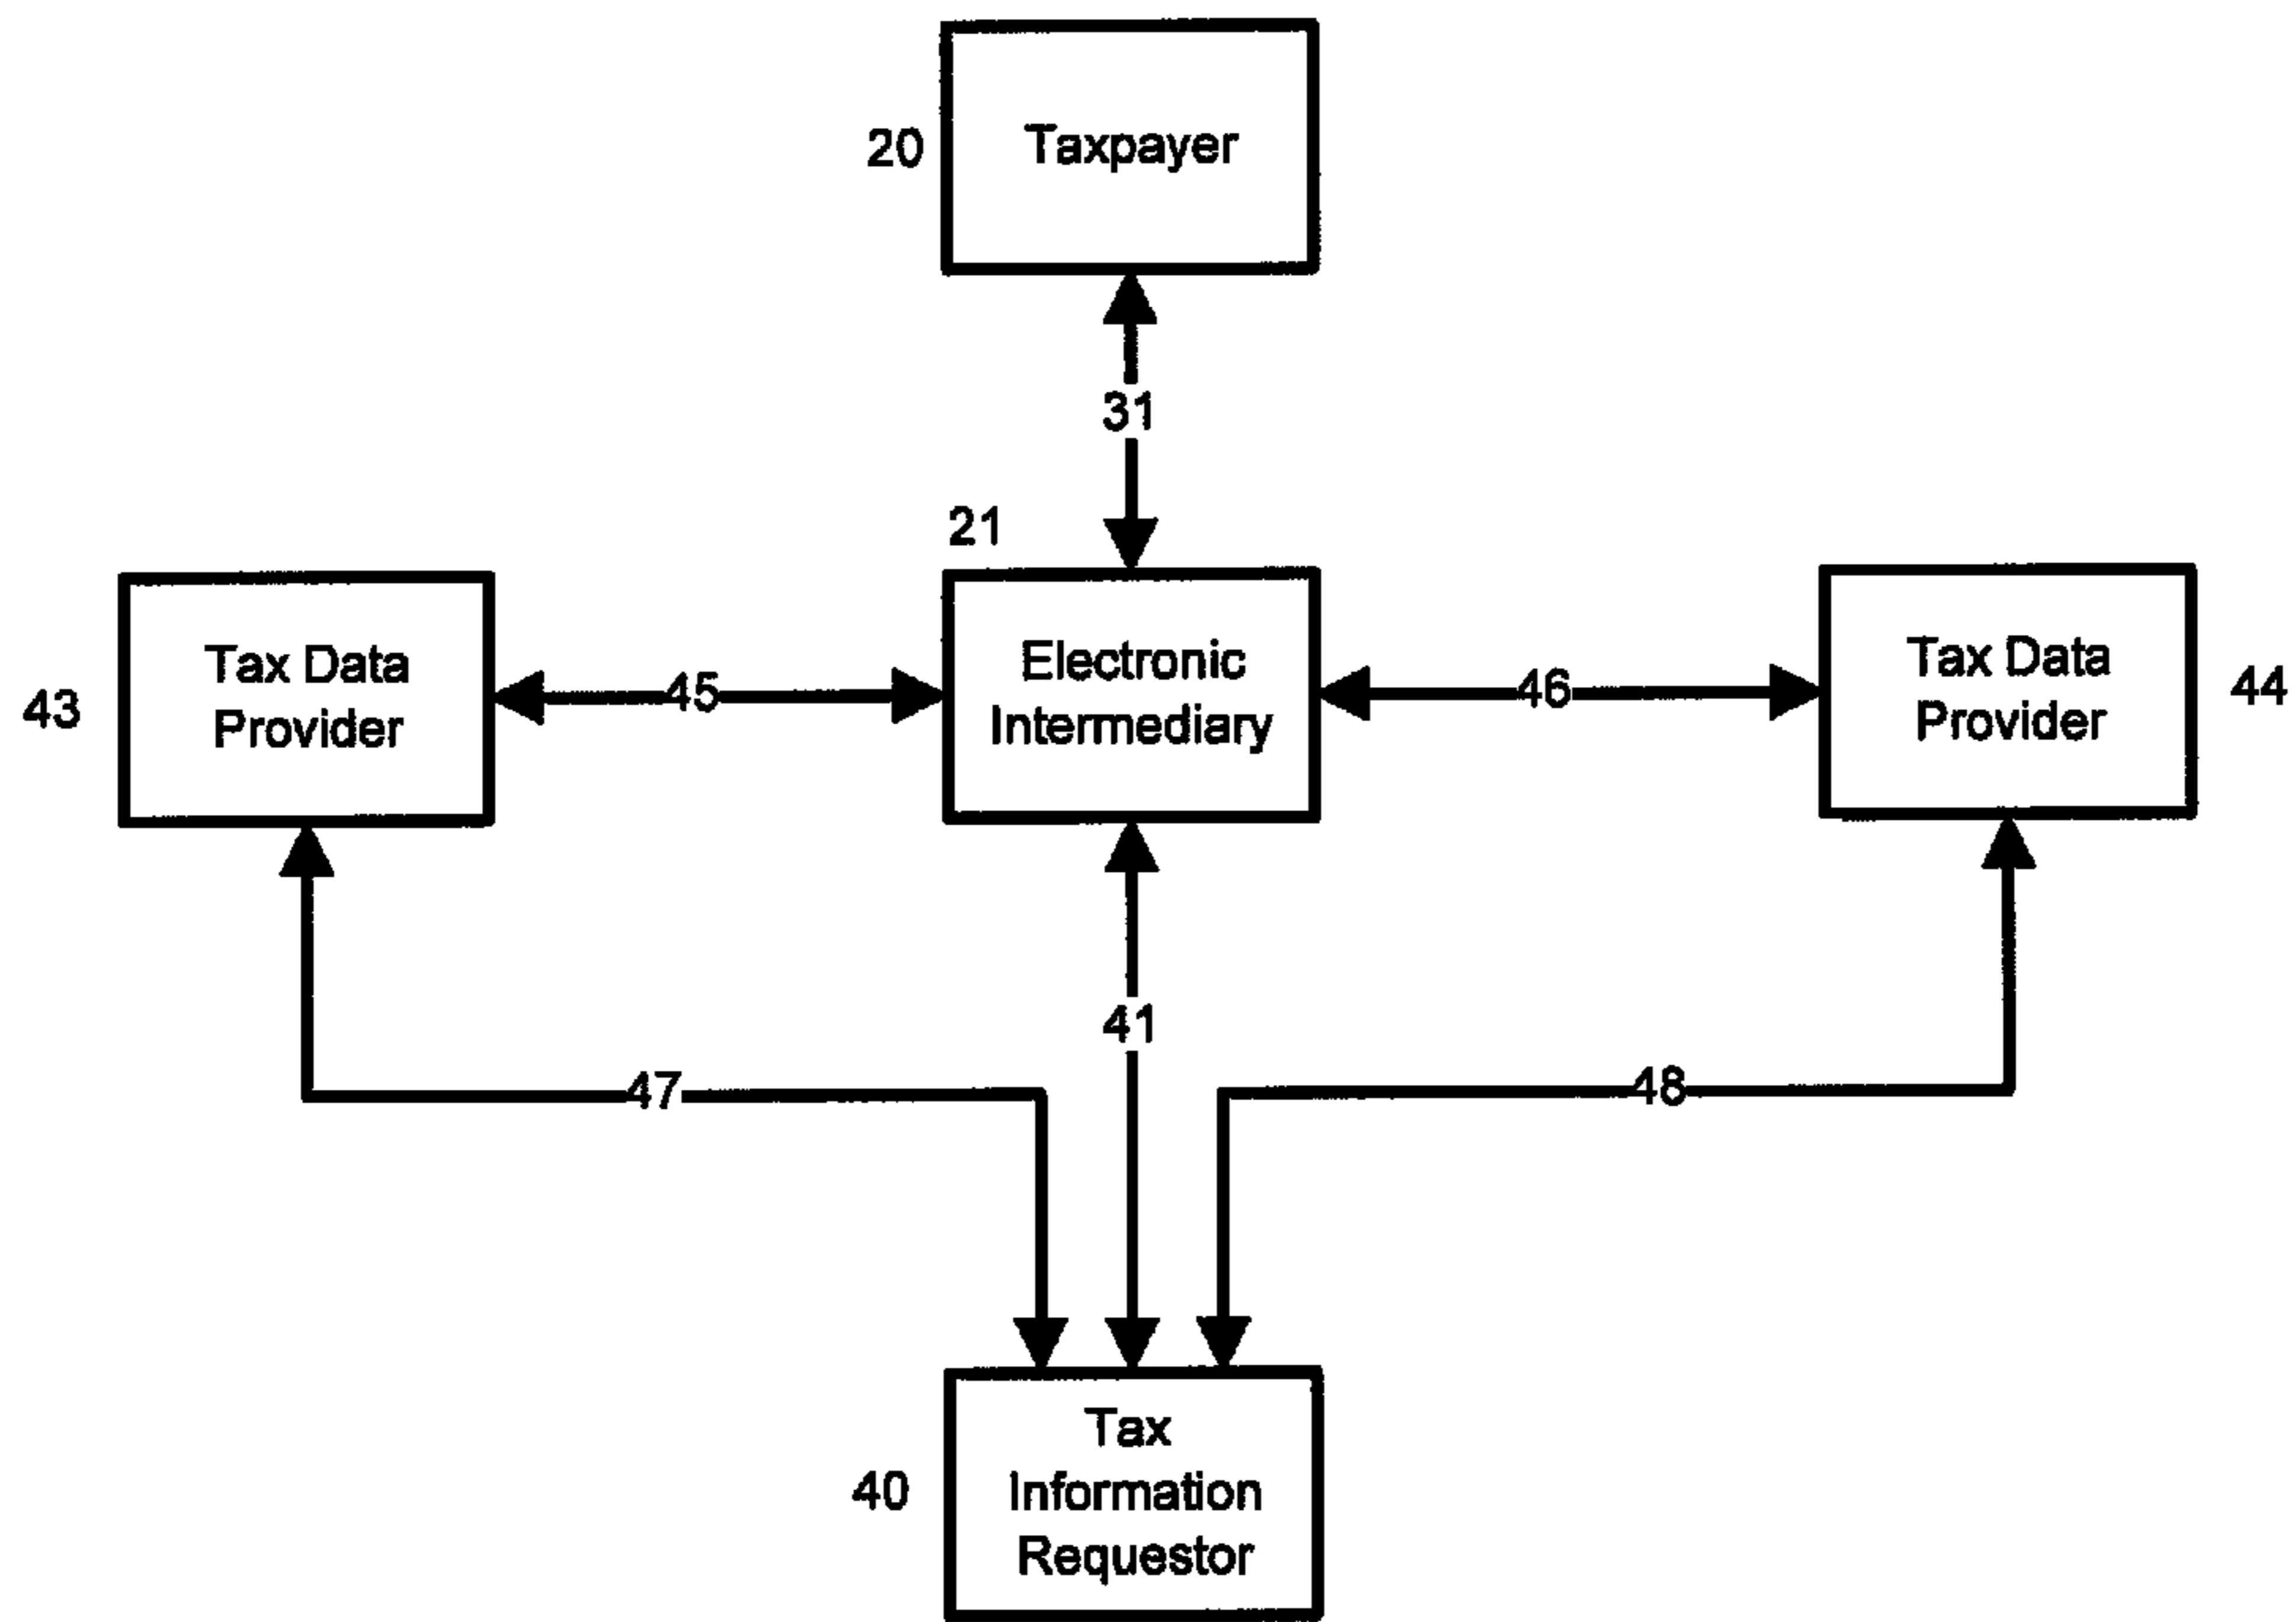 20
Taxpayer
31
21
43
Tax Data
Provider
45
Electronic
Intermediary
46
Tax Data
Provider
44
41
47
48
40
Tax
Information
Requestor